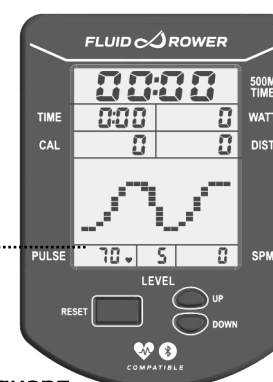 FLUID ROWER
00:00 500M
TIME
TIME 0:00 0 WATT
CAL 0 0 DIST
PULSE 70 5 0 SPM
LEVEL
RESET UP
DOWN
COMPATIBLE